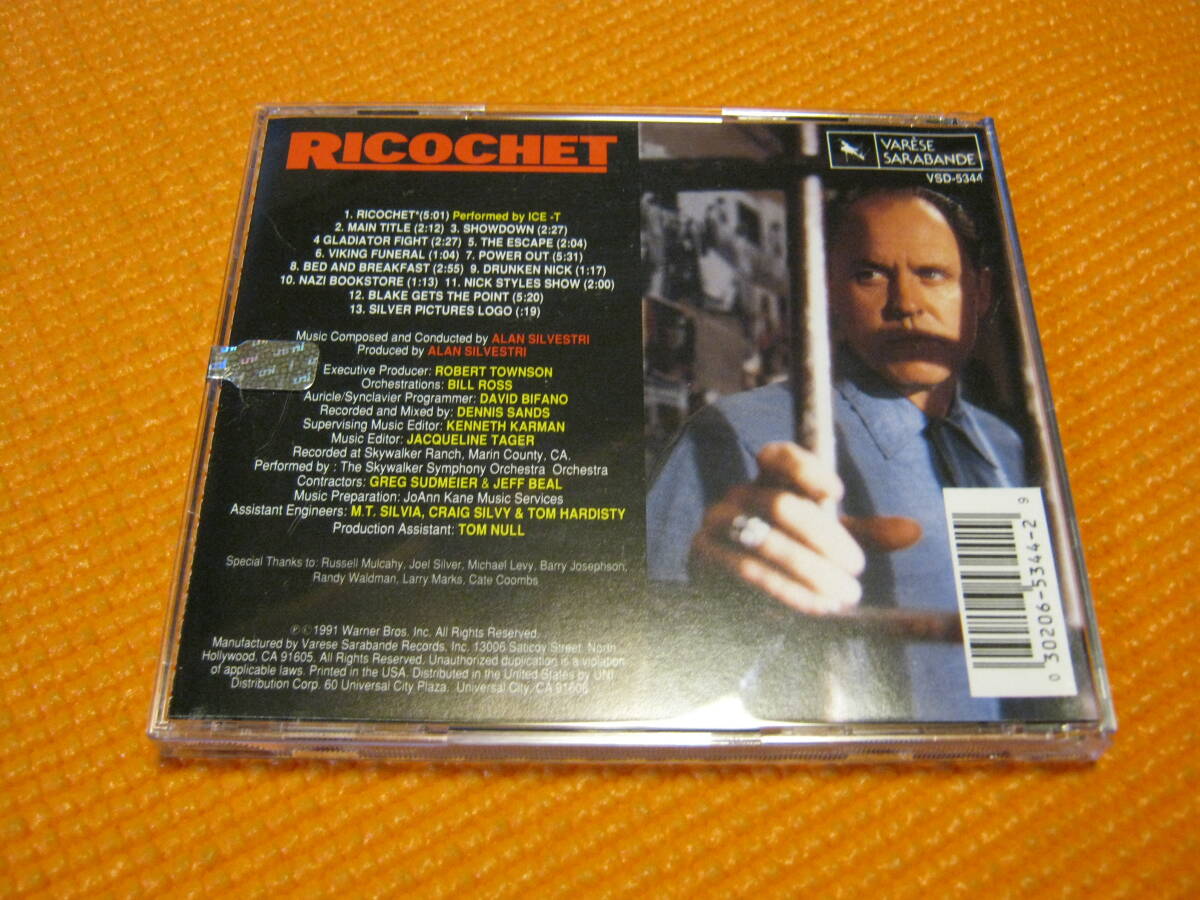 RICOCHET
VARÈSE
SARABANDE
VSD-5344
1. RICOCHET*(5:01) Performed by ICE -T
2. MAIN TITLE (2:12) 3. SHOWDOWN (2:27)
4 GLADIATOR FIGHT (2:27) 5. THE ESCAPE (2:04)
6. VIKING FUNERAL (1:04) 7. POWER OUT (5:31)
8. BED AND BREAKFAST (2:55) 9. DRUNKEN NICK (1:17)
10. NAZI BOOKSTORE (1:13) 11. NICK STYLES SHOW (2:00)
12. BLAKE GETS THE POINT (5:20)
13. SILVER PICTURES LOGO (:19)
Music Composed and Conducted by ALAN SILVESTRI
Produced by ALAN SILVESTRI
Executive Producer: ROBERT TOWNSON
Orchestrations: BILL ROSS
Auricle/Synclavier Programmer: DAVID BIFANO
Recorded and Mixed by: DENNIS SANDS
Supervising Music Editor: KENNETH KARMAN
Music Editor: JACQUELINE TAGER
Recorded at Skywalker Ranch, Marin County, CA.
Performed by : The Skywalker Symphony Orchestra Orchestra
Contractors: GREG SUDMEIER & JEFF BEAL
Music Preparation: JoAnn Kane Music Services
Assistant Engineers: M.T. SILVIA, CRAIG SILVY & TOM HARDISTY
Production Assistant: TOM NULL
Special Thanks to: Russell Mulcahy, Joel Silver, Michael Levy, Barry Josephson,
Randy Waldman, Larry Marks, Cate Coombs
℗ © 1991 Warner Bros. Inc. All Rights Reserved.
Manufactured by Varese Sarabande Records, Inc. 13006 Saticoy Street, North
Hollywood, CA 91605. All Rights Reserved. Unauthorized duplication is a violation
of applicable laws. Printed in the USA. Distributed in the United States by UNI
Distribution Corp. 60 Universal City Plaza. Universal City, CA 91608
0 30206-5344-2 9